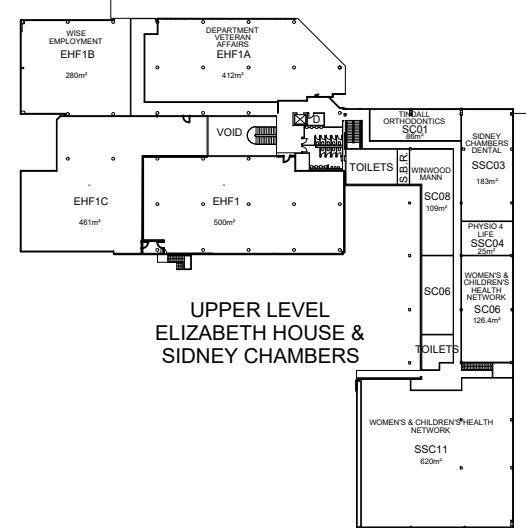 WISE
EMPLOYMENT
EHF1B
280m²
DEPARTMENT
VETERAN
AFFAIRS
EHF1A
412m²
VOID
D
TINDALL
ORTHODONTICS
SC01
86m²
SIDNEY
CHAMBERS
DENTAL
SSC03
183m²
TOILETS
S.B.R.
WINWOOD
MANN
SC08
109m²
-
EHF1C
461m²
-
EHF1
500m²
PHYSIO 4
LIFE
SSC04
25m²
WOMEN'S &
CHILDREN'S
HEALTH
NETWORK
SC06
126.4m²
SC06
UPPER LEVEL
ELIZABETH HOUSE &
SIDNEY CHAMBERS
TOILETS
WOMEN'S & CHILDREN'S HEALTH
NETWORK
SSC11
620m²